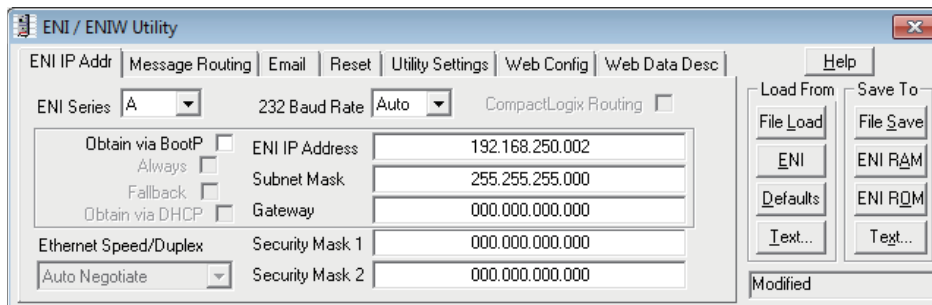 ENI / ENIW Utility
ENI IP Addr Message Routing Email Reset Utility Settings Web Config Web Data Desc Help
ENI Series A 232 Baud Rate Auto CompactLogix Routing Load From Save To
Obtain via BootP ENI IP Address 192.168.250.002 File Load File Save
Always
Fallback Subnet Mask 255.255.255.000 ENI ENI RAM
Obtain via DHCP Gateway 000.000.000.000 Defaults ENI ROM
Ethernet Speed/Duplex Security Mask 1 000.000.000.000 Text... Text...
Auto Negotiate Security Mask 2 000.000.000.000 Modified